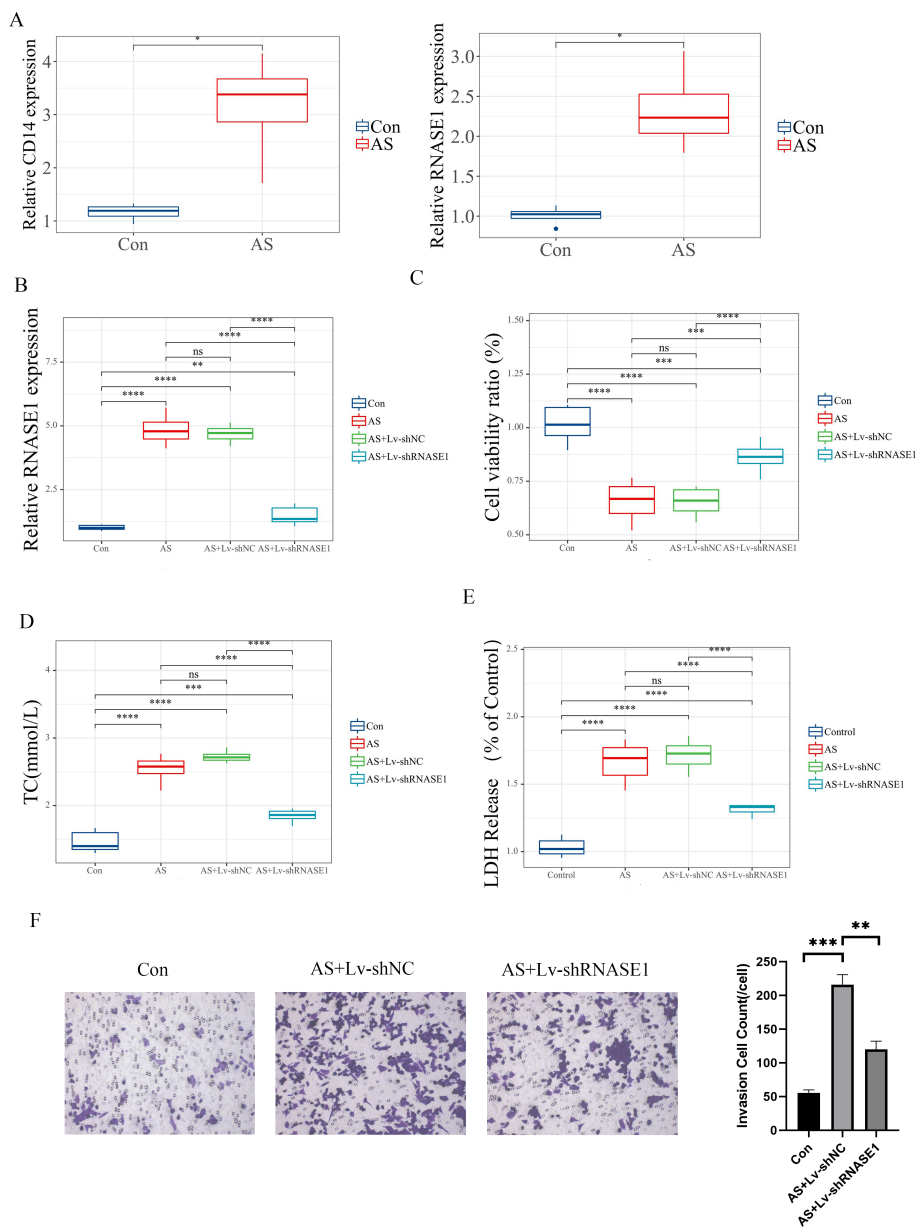 A
*
Relative CD14 expression
4
3
2
1
Con
AS
Con
AS
*
Relative RNASE1 expression
3.0
2.5
2.0
1.5
1.0
Con
AS
Con
AS
B
****
****
ns
**
****
****
Relative RNASE1 expression
7.5
5.0
2.5
Con
AS
AS+Lv-shNC
AS+Lv-shRNASE1
Con
AS
AS+Lv-shNC
AS+Lv-shRNASE1
C
****
***
ns
***
****
****
Cell viability ratio (%)
1.50
1.00
0.75
0.50
Con
AS
AS+Lv-shNC
AS+Lv-shRNASE1
Con
AS
AS+Lv-shNC
AS+Lv-shRNASE1
D
****
****
ns
***
****
****
TC(mmol/L)
4
3
2
Con
AS
AS+Lv-shNC
AS+Lv-shRNASE1
Con
AS
AS+Lv-shNC
AS+Lv-shRNASE1
E
****
****
ns
****
****
****
LDH Release (% of Control)
2.5
2.0
1.5
1.0
Control
AS
AS+Lv-shNC
AS+Lv-shRNASE1
Control
AS
AS+Lv-shNC
AS+Lv-shRNASE1
F
Con
AS+Lv-shNC
AS+Lv-shRNASE1
*** **
Invasion Cell Count(/cell)
250
200
150
100
50
0
Con
AS+Lv-shNC
AS+Lv-shRNASE1